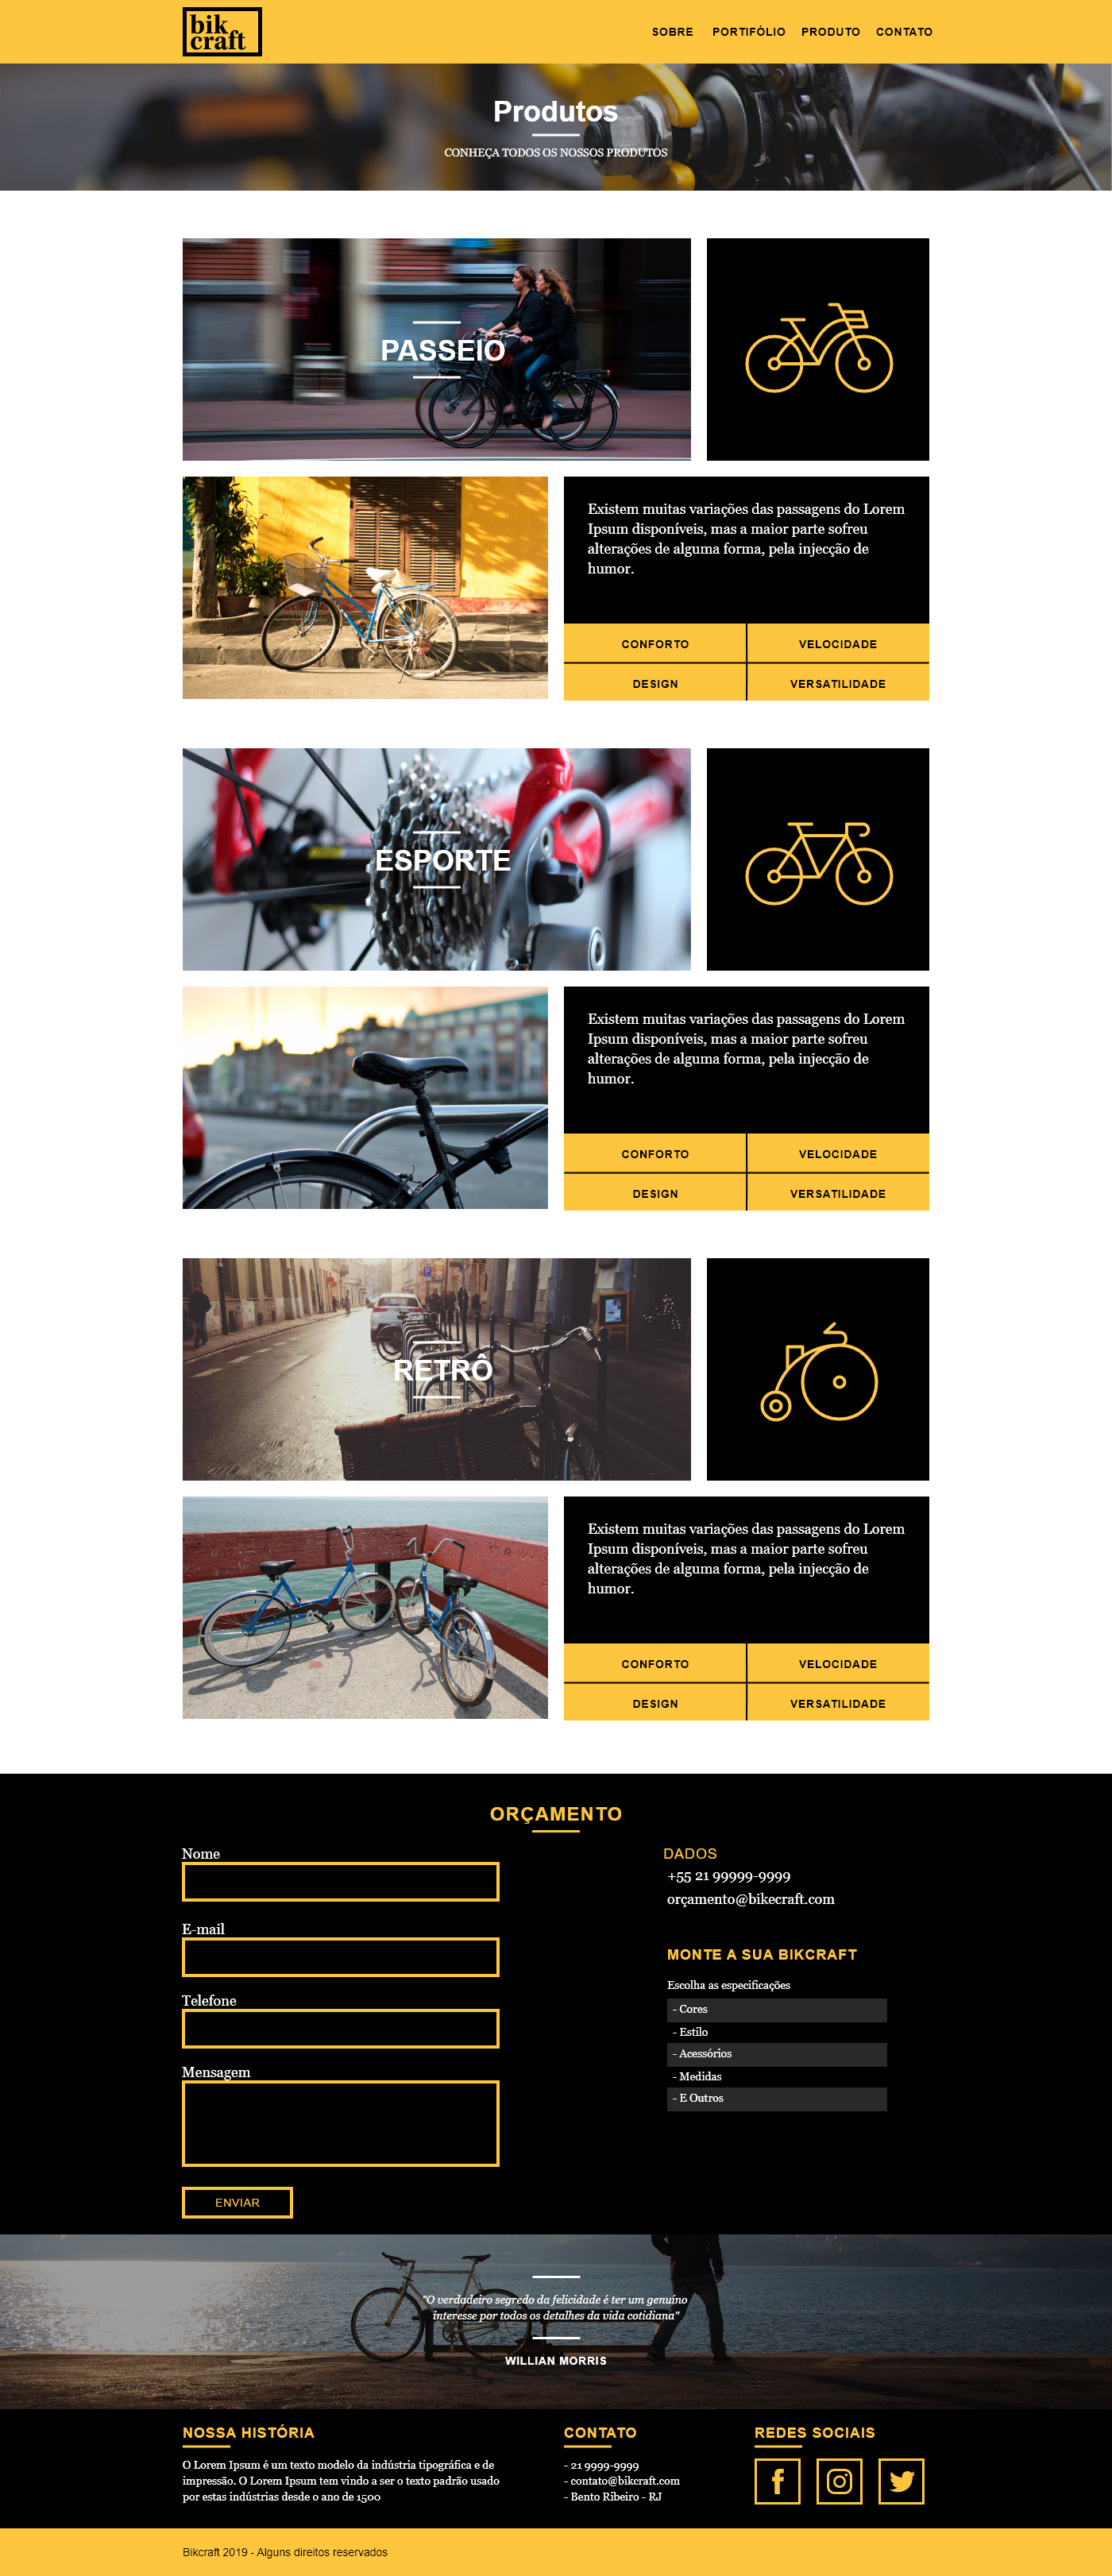 bik
craft
SOBRE PORTIFÓLIO PRODUTO CONTATO
Produtos
CONHEÇA TODOS OS NOSSOS PRODUTOS
PASSEIO
Existem muitas variações das passagens do Lorem
Ipsum disponíveis, mas a maior parte sofreu
alterações de alguma forma, pela injecção de
humor.
CONFORTO VELOCIDADE
DESIGN VERSATILIDADE
ESPORTE
Existem muitas variações das passagens do Lorem
Ipsum disponíveis, mas a maior parte sofreu
alterações de alguma forma, pela injecção de
humor.
CONFORTO VELOCIDADE
DESIGN VERSATILIDADE
RETRÔ
Existem muitas variações das passagens do Lorem
Ipsum disponíveis, mas a maior parte sofreu
alterações de alguma forma, pela injecção de
humor.
CONFORTO VELOCIDADE
DESIGN VERSATILIDADE
ORÇAMENTO
Nome
E-mail
Telefone
Mensagem
ENVIAR
DADOS
+55 21 99999-9999
orçamento@bikecraft.com
MONTE A SUA BIKCRAFT
Escolha as especificações
- Cores
- Estilo
- Acessórios
- Medidas
- E Outros
"O verdadeiro segredo da felicidade é ter um genuíno
interesse por todos os detalhes da vida cotidiana"
WILLIAN MORRIS
NOSSA HISTÓRIA
O Lorem Ipsum é um texto modelo da indústria tipográfica e de
impressão. O Lorem Ipsum tem vindo a ser o texto padrão usado
por estas indústrias desde o ano de 1500
CONTATO
- 21 9999-9999
- contato@bikcraft.com
- Bento Ribeiro - RJ
REDES SOCIAIS
Bikcraft 2019 - Alguns direitos reservados